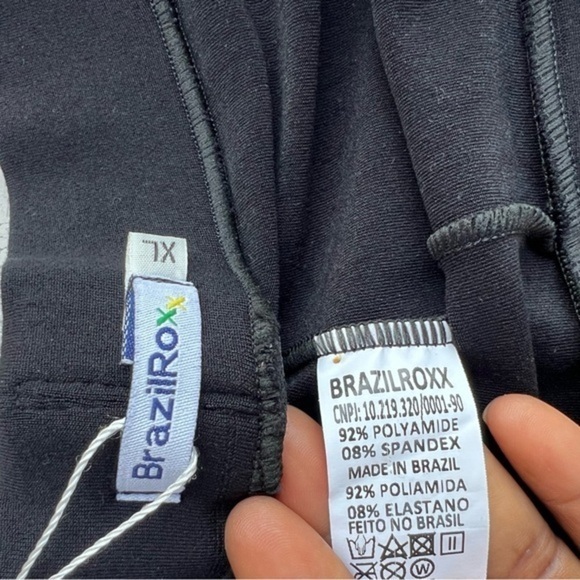 XL
BrazilRoxx
BRAZILROXX
CNPJ: 10.219.320/0001-90
92% POLYAMIDE
08% SPANDEX
MADE IN BRAZIL
92% POLIAMIDA
08% ELASTANO
FEITO NO BRASIL